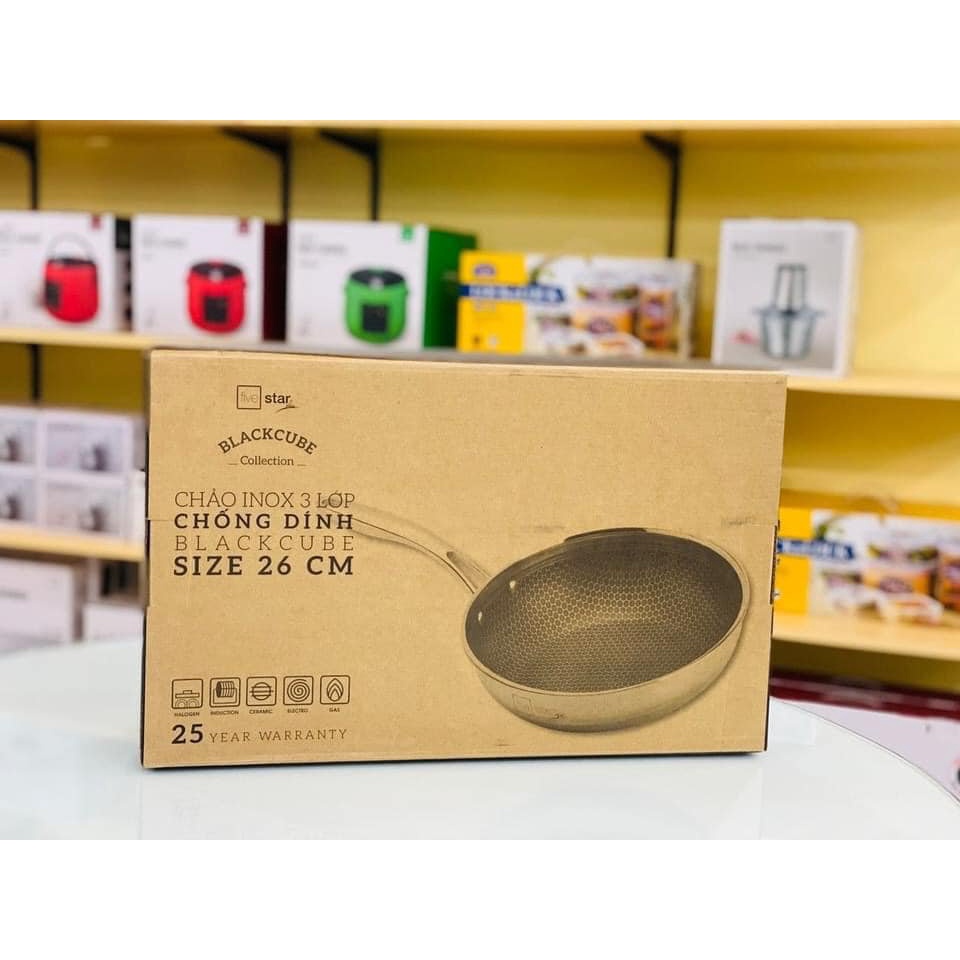 five star
BLACKCUBE
Collection
CHẢO INOX 3 LỚP
CHỐNG DÍNH
BLACKCUBE
SIZE 26 CM
HALOGEN INDUCTION CERAMIC ELECTRO GAS
25 YEAR WARRANTY